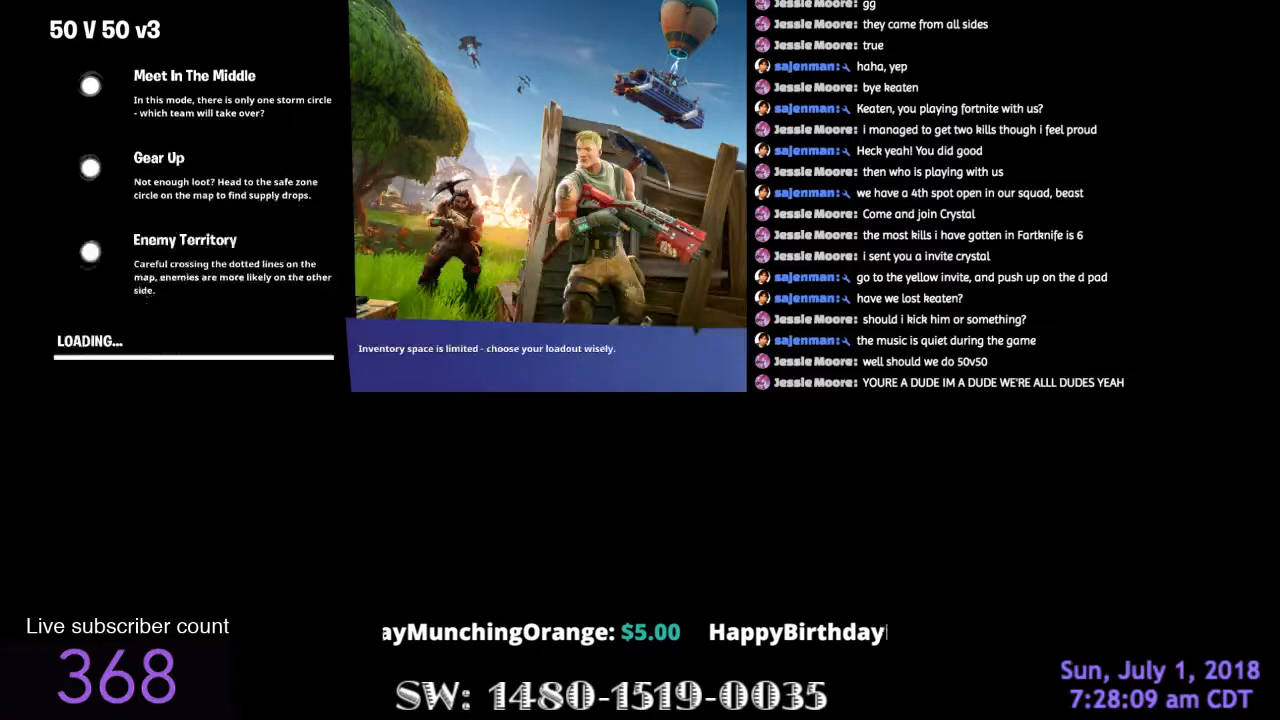 50 V 50 v3
Meet In The Middle
In this mode, there is only one storm circle
- which team will take over?
Gear Up
Not enough loot? Head to the safe zone
circle on the map to find supply drops.
Enemy Territory
Careful crossing the dotted lines on the
map, enemies are more likely on the other
side.
LOADING...
Inventory space is limited - choose your loadout wisely.
Jessie Moore: gg
Jessie Moore: they came from all sides
Jessie Moore: true
sajenman: haha, yep
Jessie Moore: bye keaten
sajenman: Keaten, you playing fortnite with us?
Jessie Moore: i managed to get two kills though i feel proud
sajenman: Heck yeah! You did good
Jessie Moore: then who is playing with us
sajenman: we have a 4th spot open in our squad, beast
Jessie Moore: Come and join Crystal
Jessie Moore: the most kills i have gotten in Fartknife is 6
Jessie Moore: i sent you a invite crystal
sajenman: go to the yellow invite, and push up on the d pad
sajenman: have we lost keaten?
Jessie Moore: should i kick him or something?
sajenman: the music is quiet during the game
Jessie Moore: well should we do 50v50
Jessie Moore: YOURE A DUDE IM A DUDE WE'RE ALLL DUDES YEAH
Live subscriber count
368
ayMunchingOrange: $5.00 HappyBirthday
SW: 1480-1519-0035
Sun, July 1, 2018
7:28:09 am CDT